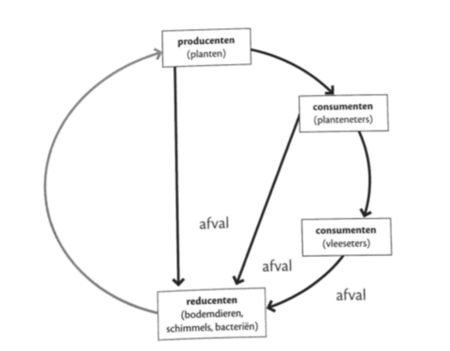 producenten
(planten)
consumenten
(planteneters)
afval
consumenten
(vleeseters)
afval
afval
reducenten
(bodemdieren,
schimmels, bacteriën)